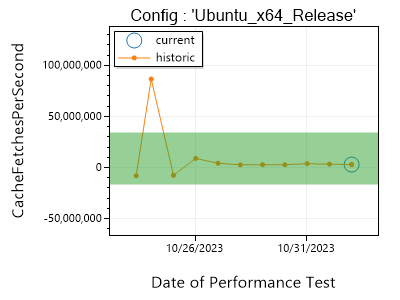 Config : 'Ubuntu_x64_Release'
current
historic
CacheFetchesPerSecond
100,000,000
50,000,000
0
-50,000,000
10/26/2023
10/31/2023
Date of Performance Test